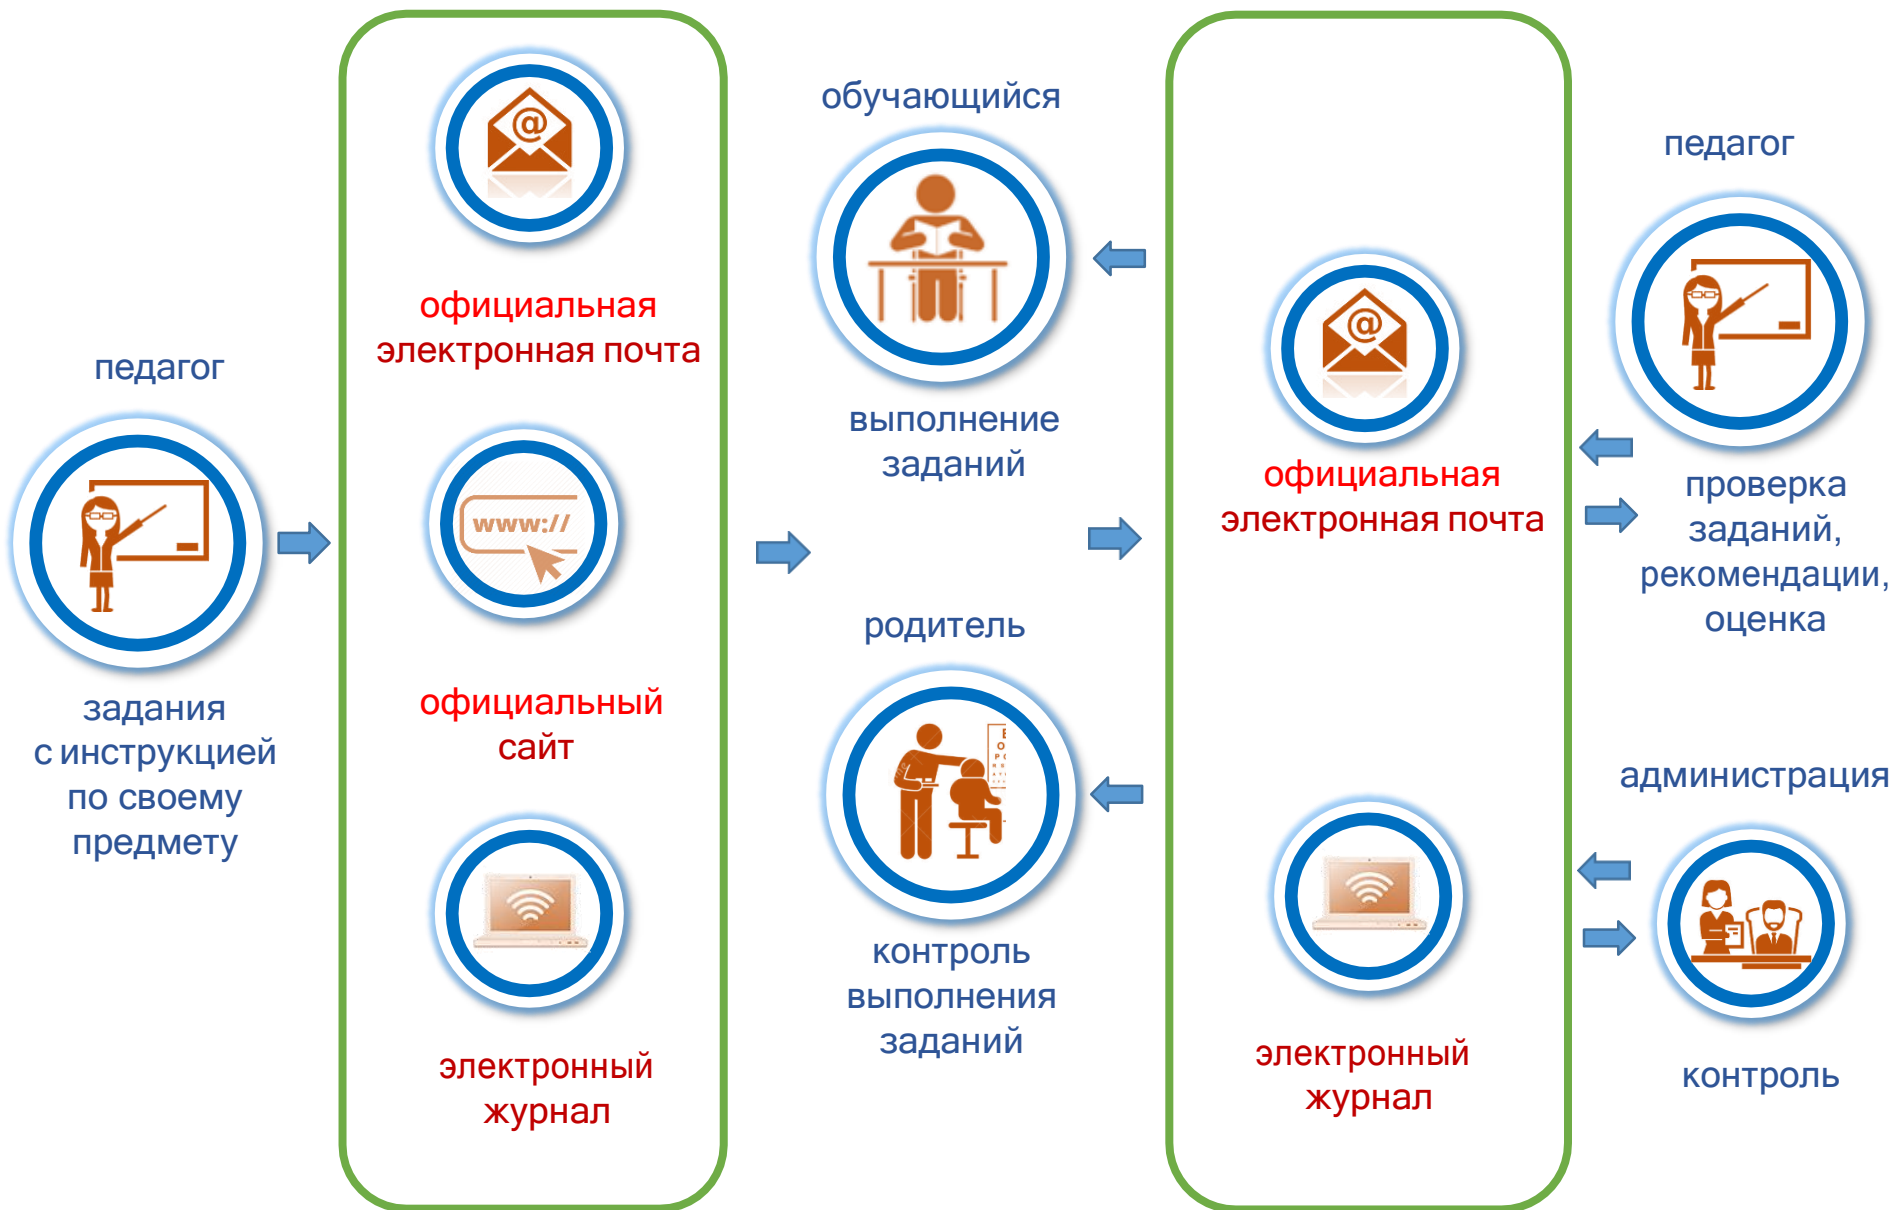 педагог
задания
с инструкцией
по своему
предмету
@
официальная
электронная почта
www://
официальный
сайт
электронный
журнал
обучающийся
выполнение
заданий
родитель
контроль
выполнения
заданий
@
официальная
электронная почта
электронный
журнал
педагог
проверка
заданий,
рекомендации,
оценка
администрация
контроль